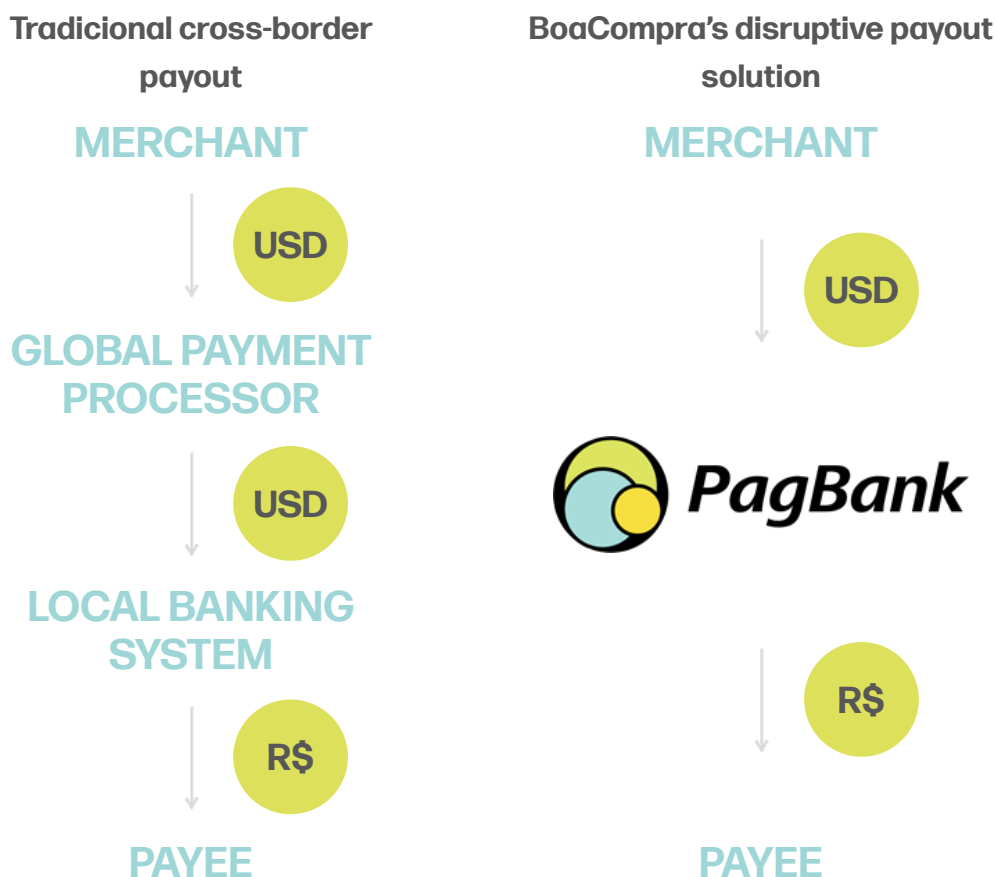 Tradicional cross-border
payout
MERCHANT
USD
GLOBAL PAYMENT
PROCESSOR
USD
LOCAL BANKING
SYSTEM
R$
PAYEE
BoaCompra’s disruptive payout
solution
MERCHANT
USD
PagBank
R$
PAYEE